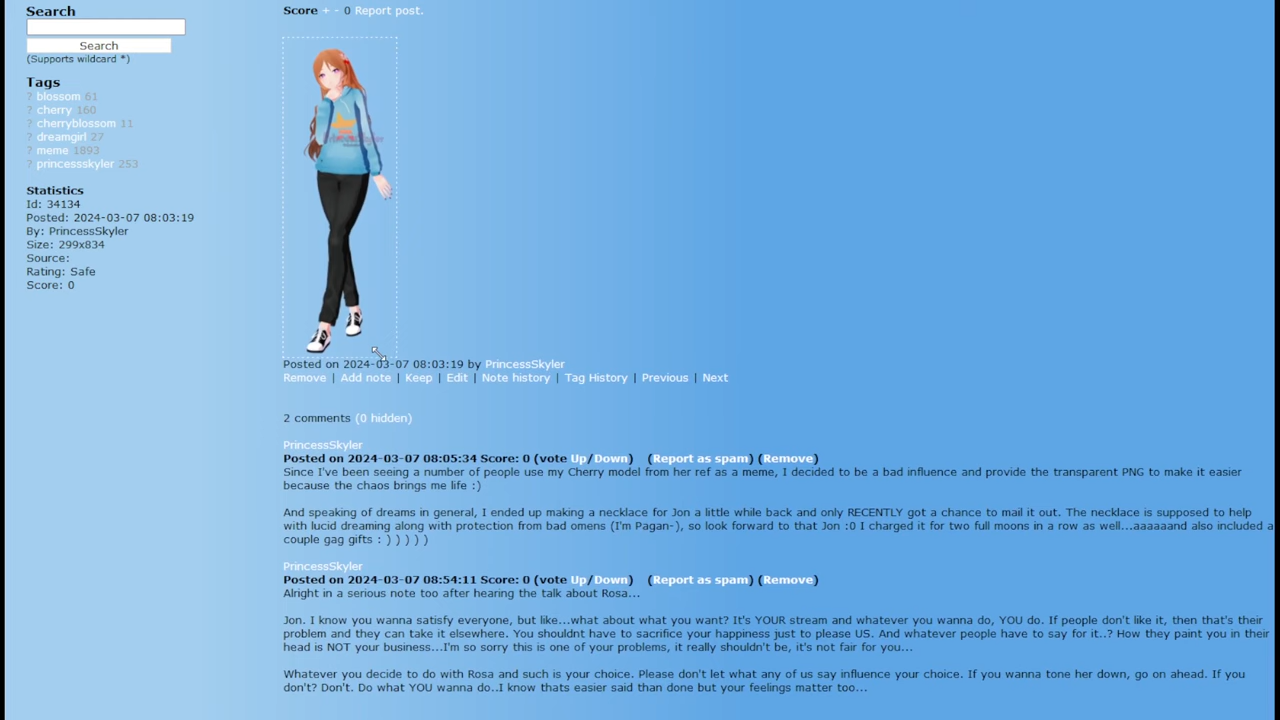 Search
Search
(Supports wildcard *)
Tags
? blossom 61
? cherry 160
? cherryblossom 11
? dreamgirl 27
? meme 1893
? princessskyler 253
Statistics
Id: 34134
Posted: 2024-03-07 08:03:19
By: PrincessSkyler
Size: 299x834
Source:
Rating: Safe
Score: 0
Score + - 0 Report post.
Posted on 2024-03-07 08:03:19 by PrincessSkyler
Remove | Add note | Keep | Edit | Note history | Tag History | Previous | Next
2 comments (0 hidden)
PrincessSkyler
Posted on 2024-03-07 08:05:34 Score: 0 (vote Up/Down) (Report as spam) (Remove)
Since I've been seeing a number of people use my Cherry model from her ref as a meme, I decided to be a bad influence and provide the transparent PNG to make it easier
because the chaos brings me life :)
And speaking of dreams in general, I ended up making a necklace for Jon a little while back and only RECENTLY got a chance to mail it out. The necklace is supposed to help
with lucid dreaming along with protection from bad omens (I'm Pagan-), so look forward to that Jon :0 I charged it for two full moons in a row as well...aaaaaand also included a
couple gag gifts : ) ) ) ) )
PrincessSkyler
Posted on 2024-03-07 08:54:11 Score: 0 (vote Up/Down) (Report as spam) (Remove)
Alright in a serious note too after hearing the talk about Rosa...
Jon. I know you wanna satisfy everyone, but like...what about what you want? It's YOUR stream and whatever you wanna do, YOU do. If people don't like it, then that's their
problem and they can take it elsewhere. You shouldnt have to sacrifice your happiness just to please US. And whatever people have to say for it..? How they paint you in their
head is NOT your business...I'm so sorry this is one of your problems, it really shouldn't be, it's not fair for you...
Whatever you decide to do with Rosa and such is your choice. Please don't let what any of us say influence your choice. If you wanna tone her down, go on ahead. If you
don't? Don't. Do what YOU wanna do..I know thats easier said than done but your feelings matter too...